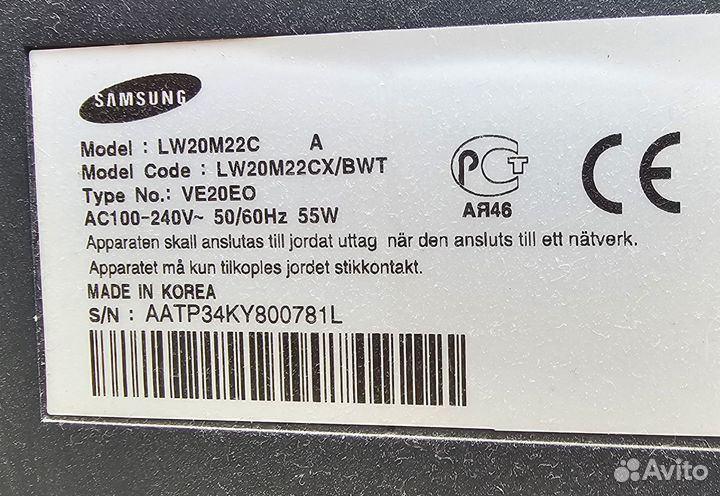 SAMSUNG
Model : LW20M22C A
Model Code : LW20M22CX/BWT
Type No.: VE20EO
AC100-240V~ 50/60Hz 55W
Apparaten skall anslutas till jordat uttag när den ansluts till ett nätverk.
Apparatet må kun tilkoples jordet stikkontakt.
MADE IN KOREA
S/N : AATP34KY800781L
РСТ
АЯ46
CE
Avito